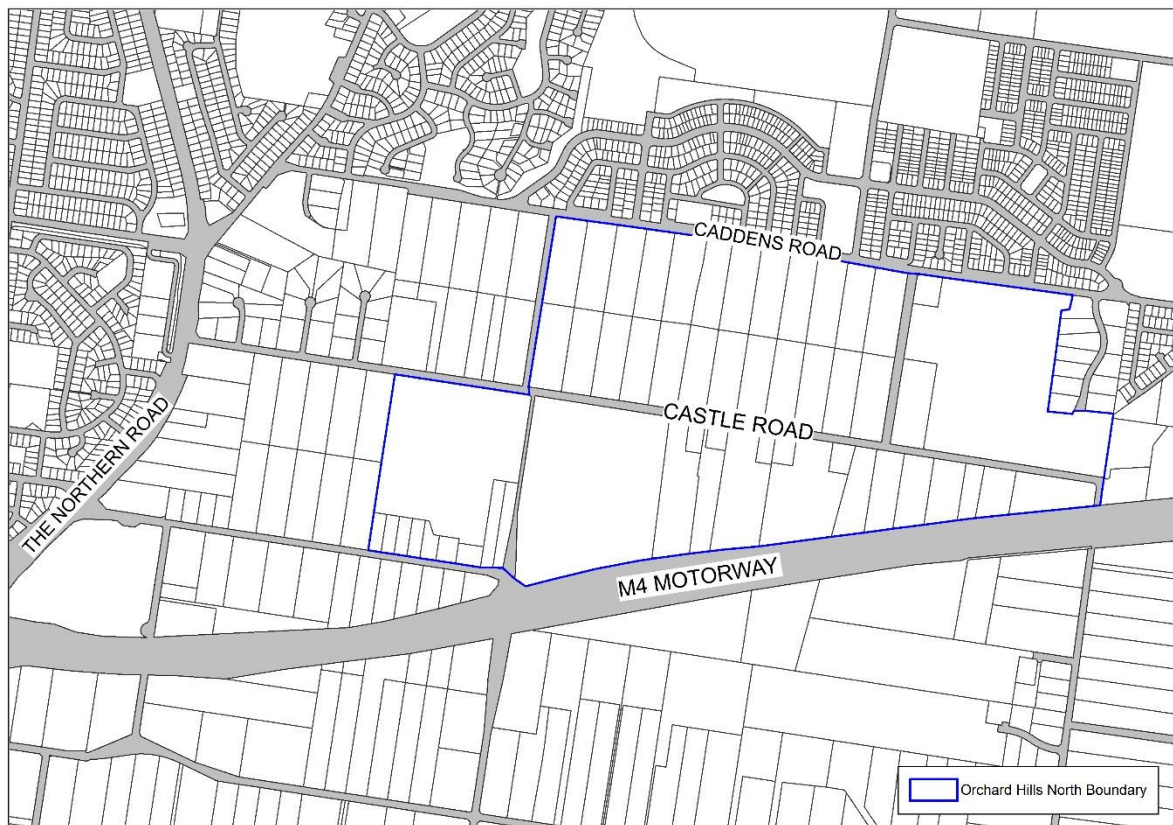 CADDENS ROAD
CASTLE ROAD
THE NORTHERN ROAD
M4 MOTORWAY
Orchard Hills North Boundary